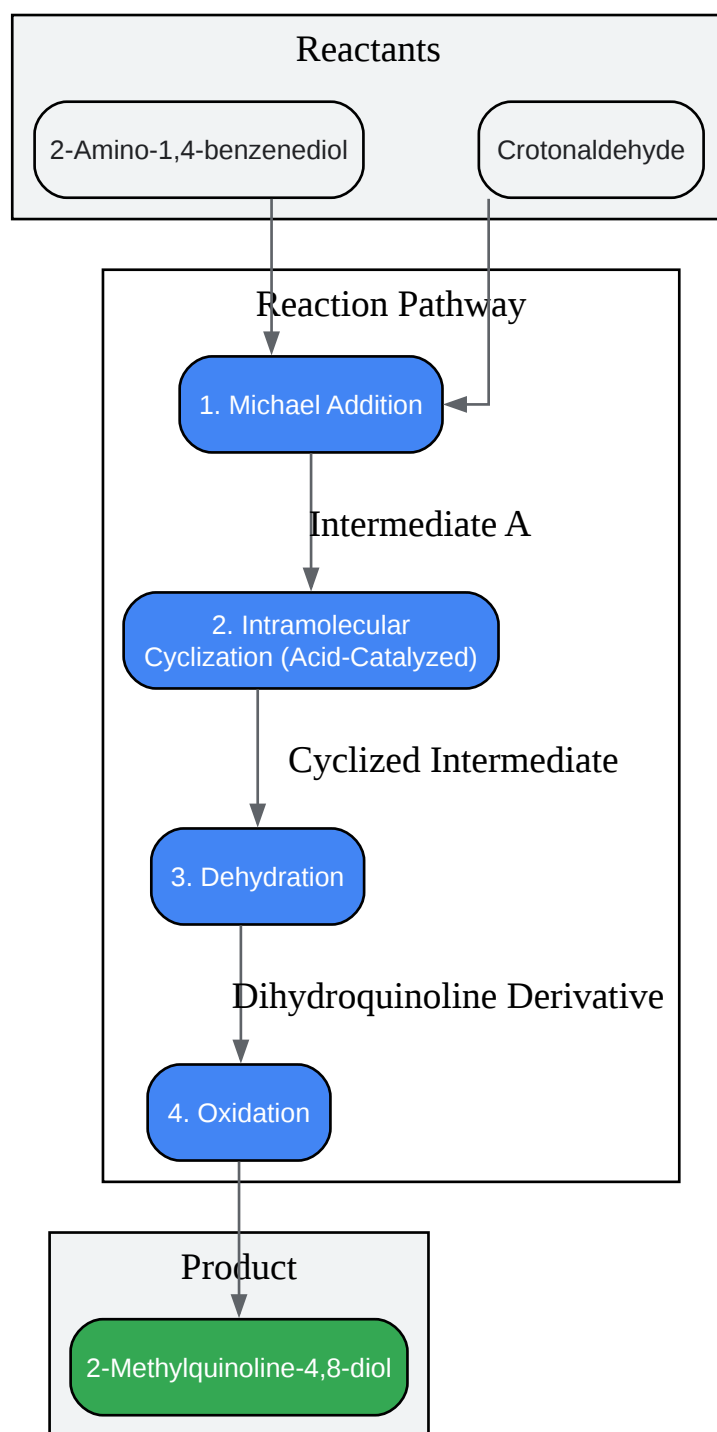 Reactants
2-Amino-1,4-benzenediol
Crotonaldehyde
Reaction Pathway
1. Michael Addition
Intermediate A
2. Intramolecular
Cyclization (Acid-Catalyzed)
Cyclized Intermediate
3. Dehydration
Dihydroquinoline Derivative
4. Oxidation
Product
2-Methylquinoline-4,8-diol